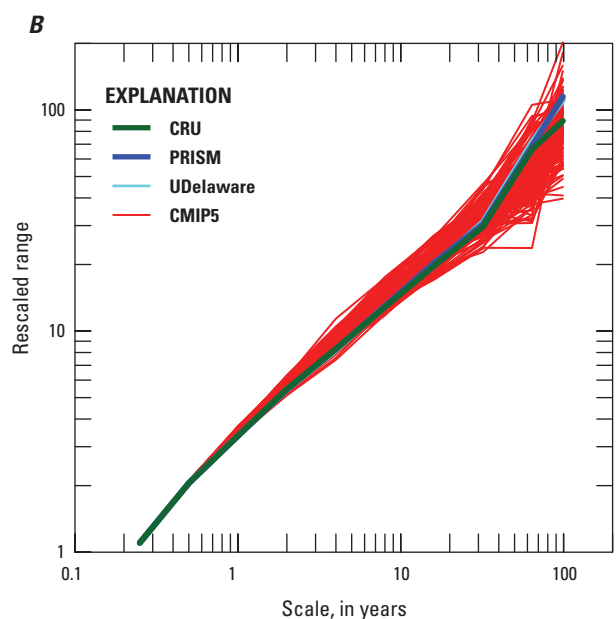 B
100
10
1
Rescaled range
EXPLANATION
CRU
PRISM
UDelaware
CMIP5
0.1
1
10
100
Scale, in years